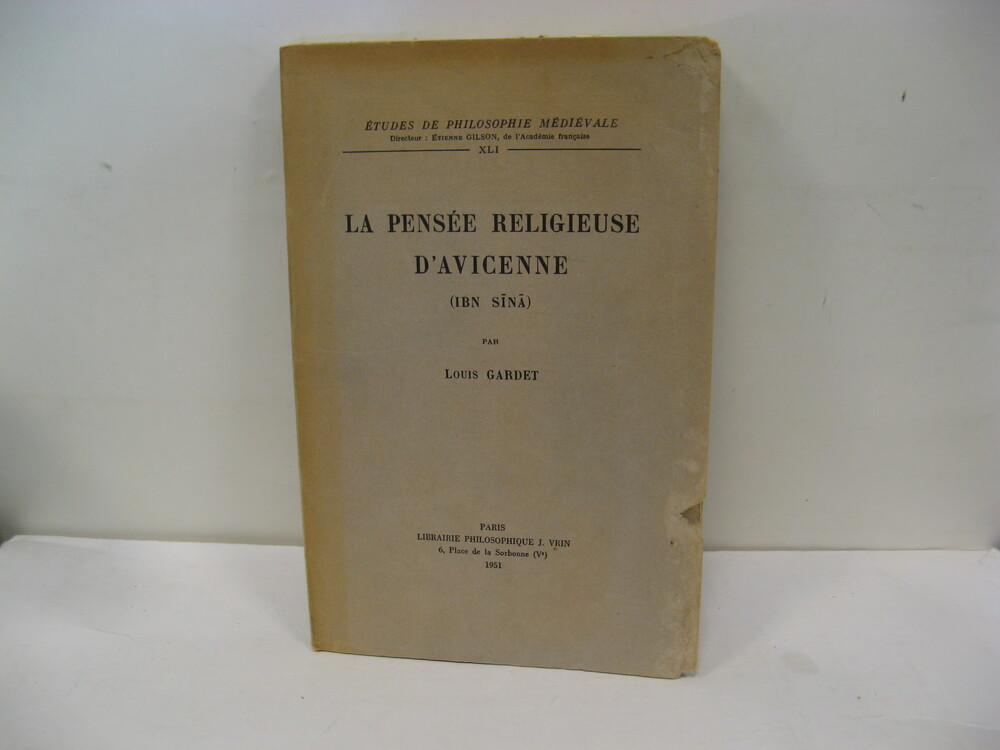 ÉTUDES DE PHILOSOPHIE MÉDIÉVALE
Directeur : ÉTIENNE GILSON, de l'Académie française
XLI
LA PENSÉE RELIGIEUSE
D'AVICENNE
(IBN SĪNĀ)
PAR
LOUIS GARDET
PARIS
LIBRAIRIE PHILOSOPHIQUE J. VRIN
6, Place de la Sorbonne (Vᵉ)
1951